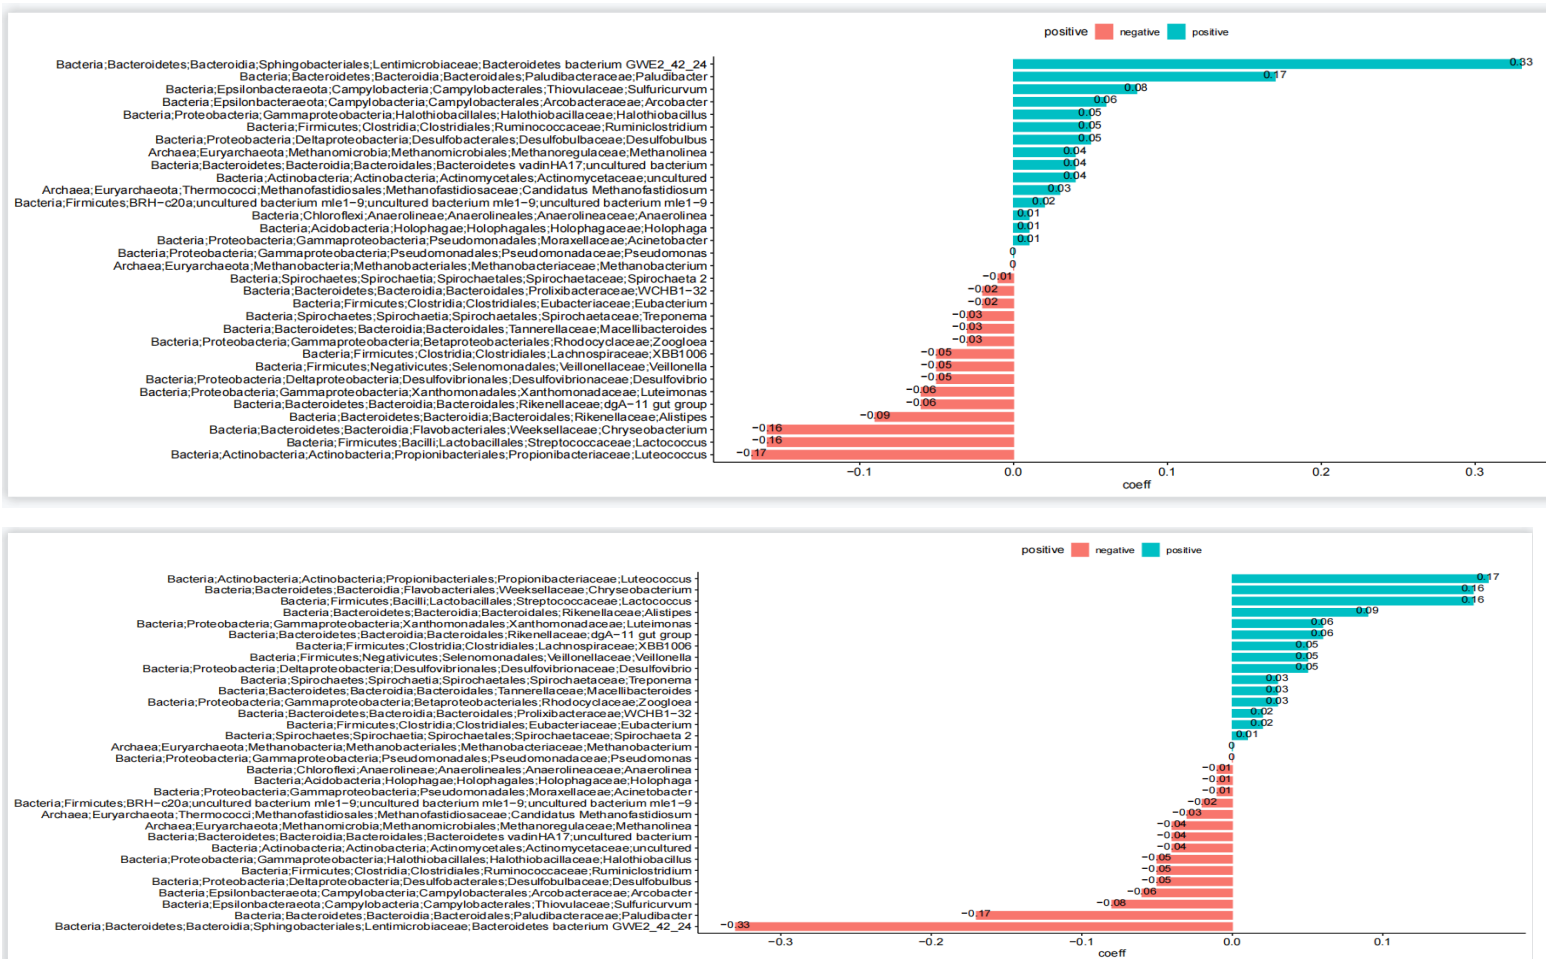 positive negative positive
Bacteria;Bacteroidetes;Bacteroidia;Sphingobacteriales;Lentimicrobiaceae;Bacteroidetes bacterium GWE2_42_24 0.33
Bacteria;Bacteroidetes;Bacteroidia;Bacteroidales;Paludibacteraceae;Paludibacter 0.17
Bacteria;Epsilonbacteraeota;Campylobacteria;Campylobacterales;Thiovulaceae;Sulfuricurvum 0.08
Bacteria;Epsilonbacteraeota;Campylobacteria;Campylobacterales;Arcobacteraceae;Arcobacter 0.06
Bacteria;Proteobacteria;Gammaproteobacteria;Halothiobacillales;Halothiobacillaceae;Halothiobacillus 0.05
Bacteria;Firmicutes;Clostridia;Clostridiales;Ruminococcaceae;Ruminiclostridium 0.05
Bacteria;Proteobacteria;Deltaproteobacteria;Desulfobacterales;Desulfobulbaceae;Desulfobulbus 0.05
Archaea;Euryarchaeota;Methanomicrobia;Methanomicrobiales;Methanoregulaceae;Methanolinea 0.04
Bacteria;Bacteroidetes;Bacteroidia;Bacteroidales;Bacteroidetes vadinHA17;uncultured bacterium 0.04
Bacteria;Actinobacteria;Actinobacteria;Actinomycetales;Actinomycetaceae;uncultured 0.04
Archaea;Euryarchaeota;Thermococci;Methanofastidiosales;Methanofastidiosaceae;Candidatus Methanofastidiosum 0.03
Bacteria;Firmicutes;BRH−c20a;uncultured bacterium mle1−9;uncultured bacterium mle1−9;uncultured bacterium mle1−9 0.02
Bacteria;Chloroflexi;Anaerolineae;Anaerolineales;Anaerolineaceae;Anaerolinea 0.01
Bacteria;Acidobacteria;Holophagae;Holophagales;Holophagaceae;Holophaga 0.01
Bacteria;Proteobacteria;Gammaproteobacteria;Pseudomonadales;Moraxellaceae;Acinetobacter 0.01
Bacteria;Proteobacteria;Gammaproteobacteria;Pseudomonadales;Pseudomonadaceae;Pseudomonas 0
Archaea;Euryarchaeota;Methanobacteria;Methanobacteriales;Methanobacteriaceae;Methanobacterium 0
Bacteria;Spirochaetes;Spirochaetia;Spirochaetales;Spirochaetaceae;Spirochaeta 2 −0.01
Bacteria;Bacteroidetes;Bacteroidia;Bacteroidales;Prolixibacteraceae;WCHB1−32 −0.02
Bacteria;Firmicutes;Clostridia;Clostridiales;Eubacteriaceae;Eubacterium −0.02
Bacteria;Spirochaetes;Spirochaetia;Spirochaetales;Spirochaetaceae;Treponema −0.03
Bacteria;Bacteroidetes;Bacteroidia;Bacteroidales;Tannerellaceae;Macellibacteroides −0.03
Bacteria;Proteobacteria;Gammaproteobacteria;Betaproteobacteriales;Rhodocyclaceae;Zoogloea −0.03
Bacteria;Firmicutes;Clostridia;Clostridiales;Lachnospiraceae;XBB1006 −0.05
Bacteria;Firmicutes;Negativicutes;Selenomonadales;Veillonellaceae;Veillonella −0.05
Bacteria;Proteobacteria;Deltaproteobacteria;Desulfovibrionales;Desulfovibrionaceae;Desulfovibrio −0.05
Bacteria;Proteobacteria;Gammaproteobacteria;Xanthomonadales;Xanthomonadaceae;Luteimonas −0.06
Bacteria;Bacteroidetes;Bacteroidia;Bacteroidales;Rikenellaceae;dgA−11 gut group −0.06
Bacteria;Bacteroidetes;Bacteroidia;Bacteroidales;Rikenellaceae;Alistipes −0.09
Bacteria;Bacteroidetes;Bacteroidia;Flavobacteriales;Weeksellaceae;Chryseobacterium −0.16
Bacteria;Firmicutes;Bacilli;Lactobacillales;Streptococcaceae;Lactococcus −0.16
Bacteria;Actinobacteria;Actinobacteria;Propionibacteriales;Propionibacteriaceae;Luteococcus −0.17
−0.1 0.0 0.1 0.2 0.3
coeff
positive negative positive
Bacteria;Actinobacteria;Actinobacteria;Propionibacteriales;Propionibacteriaceae;Luteococcus 0.17
Bacteria;Bacteroidetes;Bacteroidia;Flavobacteriales;Weeksellaceae;Chryseobacterium 0.16
Bacteria;Firmicutes;Bacilli;Lactobacillales;Streptococcaceae;Lactococcus 0.16
Bacteria;Bacteroidetes;Bacteroidia;Bacteroidales;Rikenellaceae;Alistipes 0.09
Bacteria;Proteobacteria;Gammaproteobacteria;Xanthomonadales;Xanthomonadaceae;Luteimonas 0.06
Bacteria;Bacteroidetes;Bacteroidia;Bacteroidales;Rikenellaceae;dgA−11 gut group 0.06
Bacteria;Firmicutes;Clostridia;Clostridiales;Lachnospiraceae;XBB1006 0.05
Bacteria;Firmicutes;Negativicutes;Selenomonadales;Veillonellaceae;Veillonella 0.05
Bacteria;Proteobacteria;Deltaproteobacteria;Desulfovibrionales;Desulfovibrionaceae;Desulfovibrio 0.05
Bacteria;Spirochaetes;Spirochaetia;Spirochaetales;Spirochaetaceae;Treponema 0.03
Bacteria;Bacteroidetes;Bacteroidia;Bacteroidales;Tannerellaceae;Macellibacteroides 0.03
Bacteria;Proteobacteria;Gammaproteobacteria;Betaproteobacteriales;Rhodocyclaceae;Zoogloea 0.03
Bacteria;Bacteroidetes;Bacteroidia;Bacteroidales;Prolixibacteraceae;WCHB1−32 0.02
Bacteria;Firmicutes;Clostridia;Clostridiales;Eubacteriaceae;Eubacterium 0.02
Bacteria;Spirochaetes;Spirochaetia;Spirochaetales;Spirochaetaceae;Spirochaeta 2 0.01
Archaea;Euryarchaeota;Methanobacteria;Methanobacteriales;Methanobacteriaceae;Methanobacterium 0
Bacteria;Proteobacteria;Gammaproteobacteria;Pseudomonadales;Pseudomonadaceae;Pseudomonas 0
Bacteria;Chloroflexi;Anaerolineae;Anaerolineales;Anaerolineaceae;Anaerolinea −0.01
Bacteria;Acidobacteria;Holophagae;Holophagales;Holophagaceae;Holophaga −0.01
Bacteria;Proteobacteria;Gammaproteobacteria;Pseudomonadales;Moraxellaceae;Acinetobacter −0.01
Bacteria;Firmicutes;BRH−c20a;uncultured bacterium mle1−9;uncultured bacterium mle1−9;uncultured bacterium mle1−9 −0.02
Archaea;Euryarchaeota;Thermococci;Methanofastidiosales;Methanofastidiosaceae;Candidatus Methanofastidiosum −0.03
Archaea;Euryarchaeota;Methanomicrobia;Methanomicrobiales;Methanoregulaceae;Methanolinea −0.04
Bacteria;Bacteroidetes;Bacteroidia;Bacteroidales;Bacteroidetes vadinHA17;uncultured bacterium −0.04
Bacteria;Actinobacteria;Actinobacteria;Actinomycetales;Actinomycetaceae;uncultured −0.04
Bacteria;Proteobacteria;Gammaproteobacteria;Halothiobacillales;Halothiobacillaceae;Halothiobacillus −0.05
Bacteria;Firmicutes;Clostridia;Clostridiales;Ruminococcaceae;Ruminiclostridium −0.05
Bacteria;Proteobacteria;Deltaproteobacteria;Desulfobacterales;Desulfobulbaceae;Desulfobulbus −0.05
Bacteria;Epsilonbacteraeota;Campylobacteria;Campylobacterales;Arcobacteraceae;Arcobacter −0.06
Bacteria;Epsilonbacteraeota;Campylobacteria;Campylobacterales;Thiovulaceae;Sulfuricurvum −0.08
Bacteria;Bacteroidetes;Bacteroidia;Bacteroidales;Paludibacteraceae;Paludibacter −0.17
Bacteria;Bacteroidetes;Bacteroidia;Sphingobacteriales;Lentimicrobiaceae;Bacteroidetes bacterium GWE2_42_24 −0.33
−0.3 −0.2 −0.1 0.0 0.1
coeff